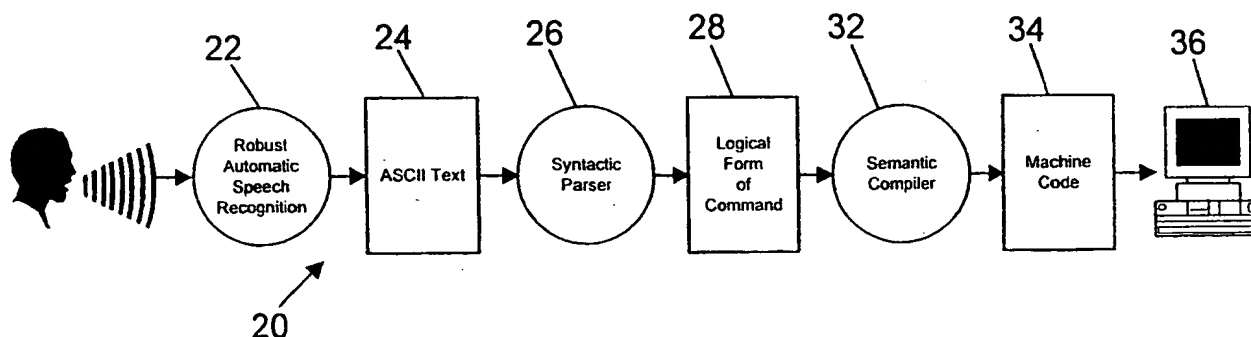 22
24
26
28
32
34
36
Robust
Automatic
Speech
Recognition
ASCII Text
Syntactic
Parser
Logical
Form
of
Command
Semantic
Compiler
Machine
Code
20